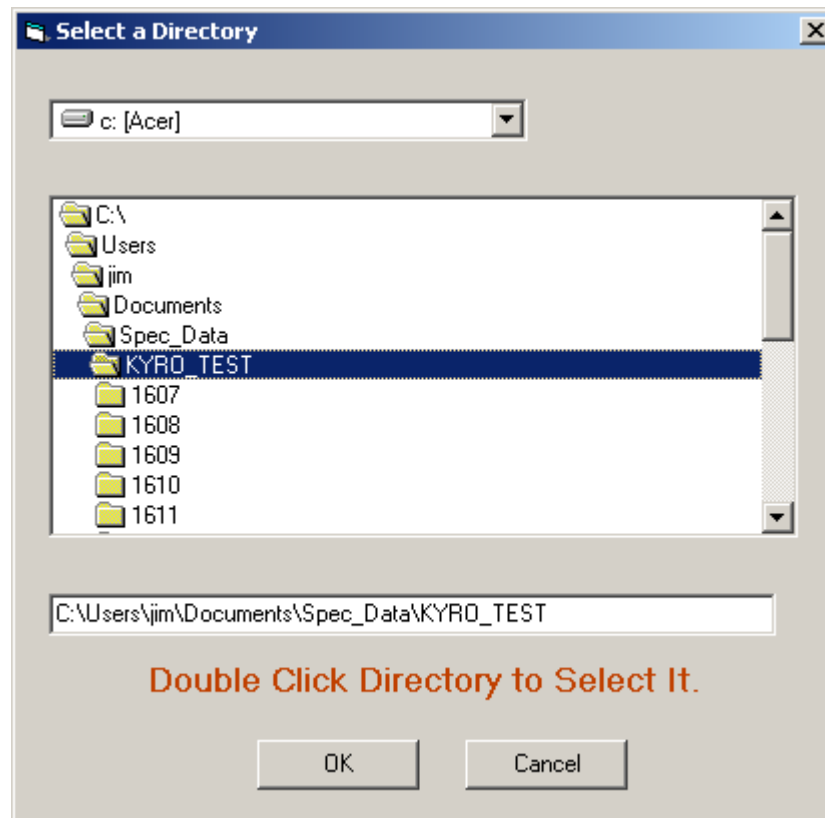 Select a Directory
c: [Acer]
C:\
Users
jim
Documents
Spec_Data
KYRO_TEST
1607
1608
1609
1610
1611
C:\Users\jim\Documents\Spec_Data\KYRO_TEST
Double Click Directory to Select It.
OK Cancel